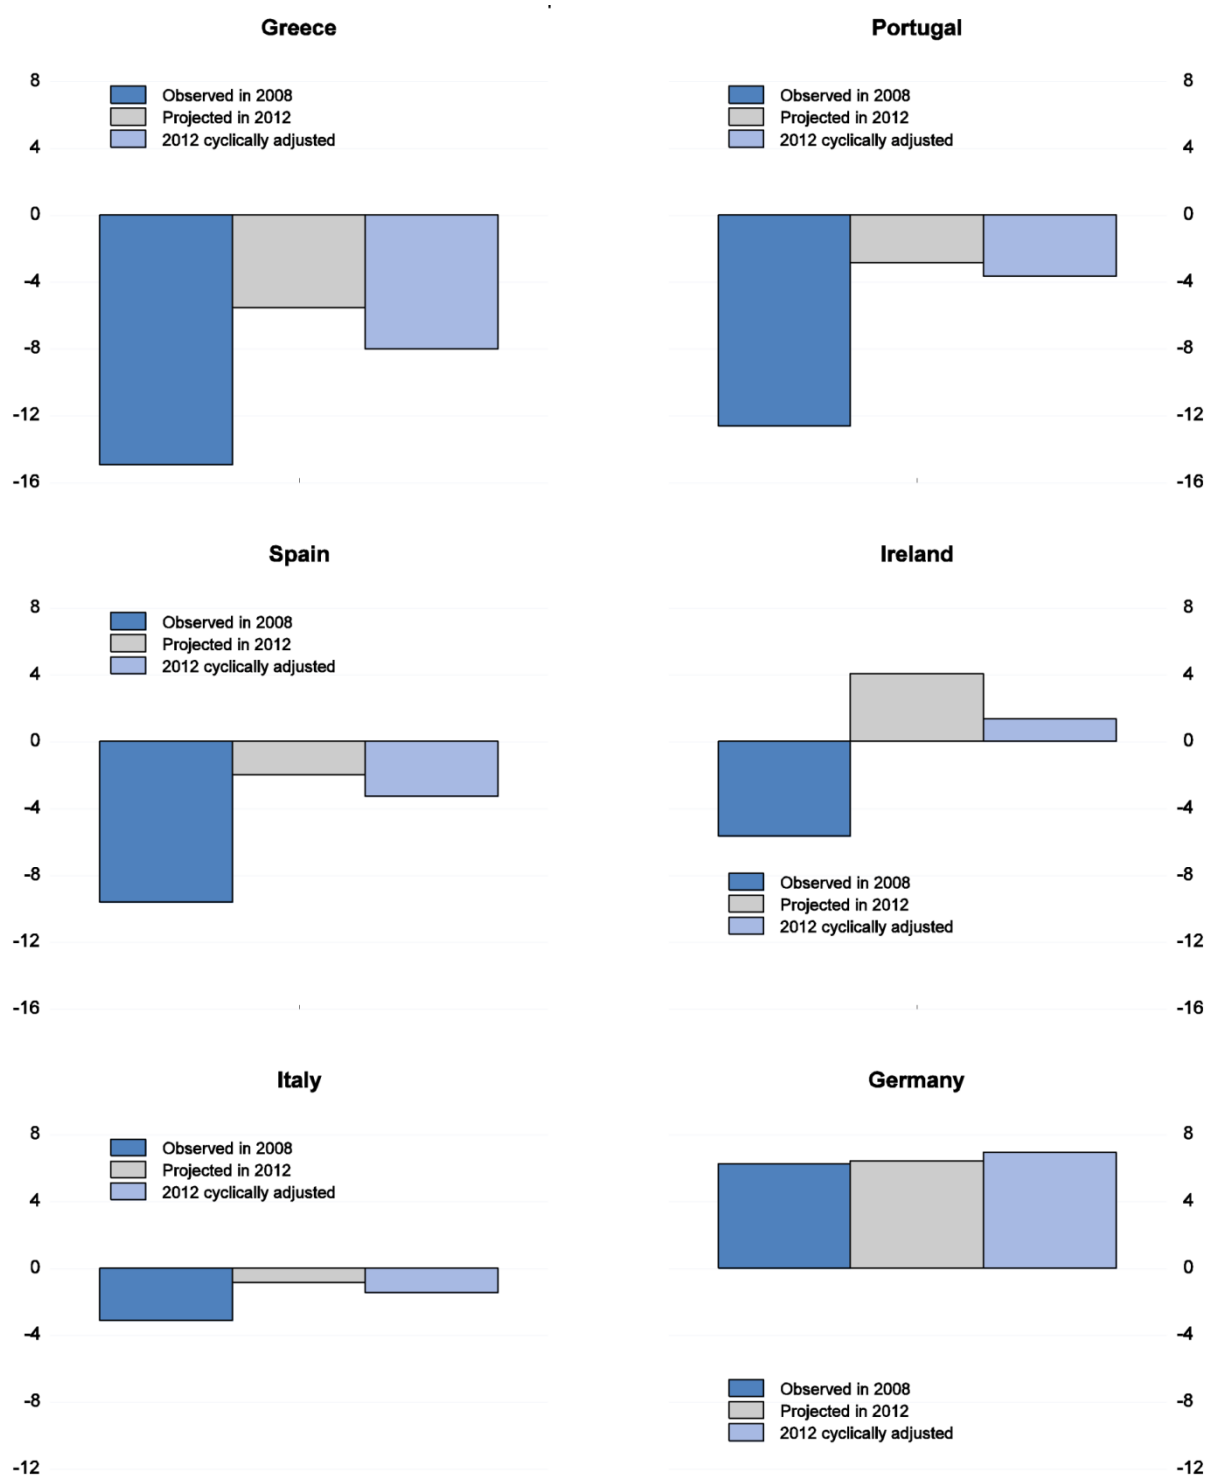 Greece
8
4
0
-4
-8
-12
-16
Observed in 2008
Projected in 2012
2012 cyclically adjusted
Portugal
Observed in 2008
Projected in 2012
2012 cyclically adjusted
8
4
0
-4
-8
-12
-16
Spain
8
4
0
-4
-8
-12
-16
Observed in 2008
Projected in 2012
2012 cyclically adjusted
Ireland
Observed in 2008
Projected in 2012
2012 cyclically adjusted
8
4
0
-4
-8
-12
-16
Italy
8
4
0
-4
-8
-12
Observed in 2008
Projected in 2012
2012 cyclically adjusted
Germany
Observed in 2008
Projected in 2012
2012 cyclically adjusted
8
4
0
-4
-8
-12